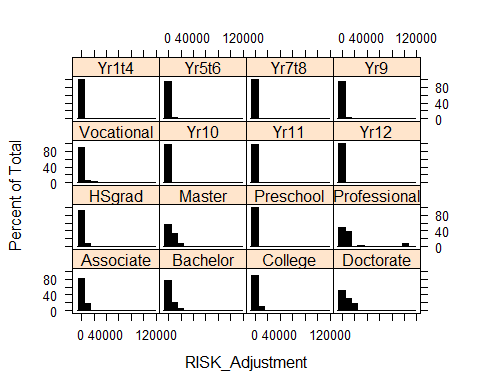 0 40000 120000 0 40000 120000
Yr1t4 Yr5t6 Yr7t8 Yr9
80
40
0
Vocational Yr10 Yr11 Yr12
80
40
0
HSgrad Master Preschool Professional
80
40
0
Associate Bachelor College Doctorate
80
40
0
0 40000 120000 0 40000 120000
Percent of Total
RISK_Adjustment